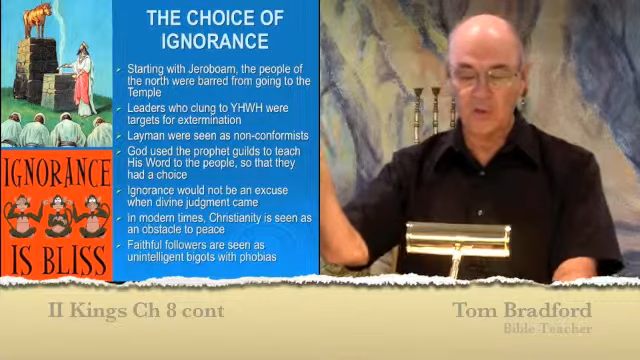 THE CHOICE OF
IGNORANCE
Starting with Jeroboam, the people of
the north were barred from going to the
Temple
Leaders who clung to YHWH were
targets for extermination
Layman were seen as non-conformists
God used the prophet guilds to teach
His Word to the people, so that they
had a choice
Ignorance would not be an excuse
when divine judgment came
In modern times, Christianity is seen as
an obstacle to peace
Faithful followers are seen as
unintelligent bigots with phobias
IGNORANCE
IS BLISS
II Kings Ch 8 cont
Tom Bradford
Bible Teacher